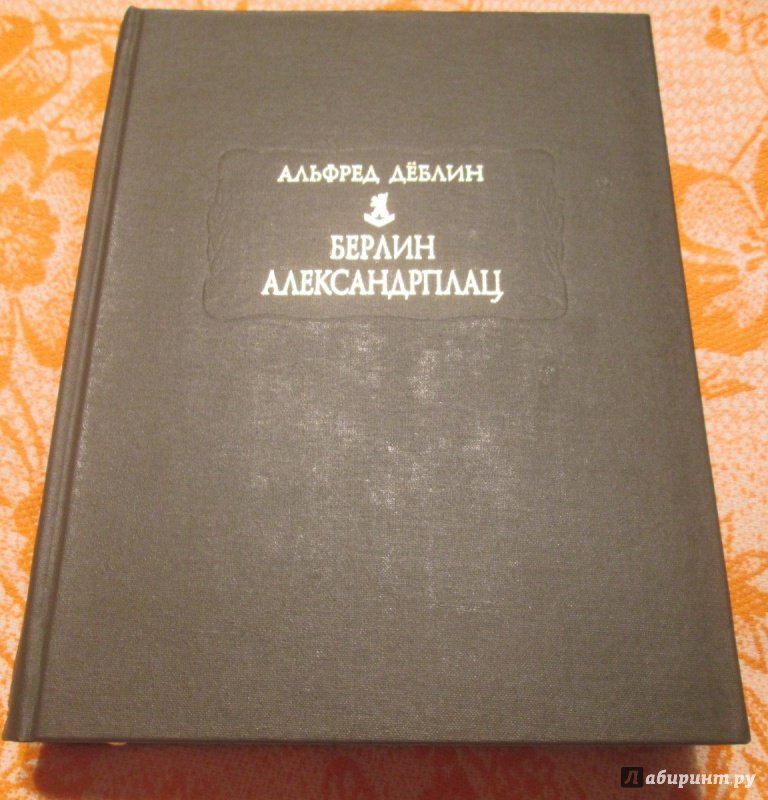 АЛЬФРЕД ДЁБЛИН
БЕРЛИН
АЛЕКСАНДРПЛАЦ
Лабиринт.ру